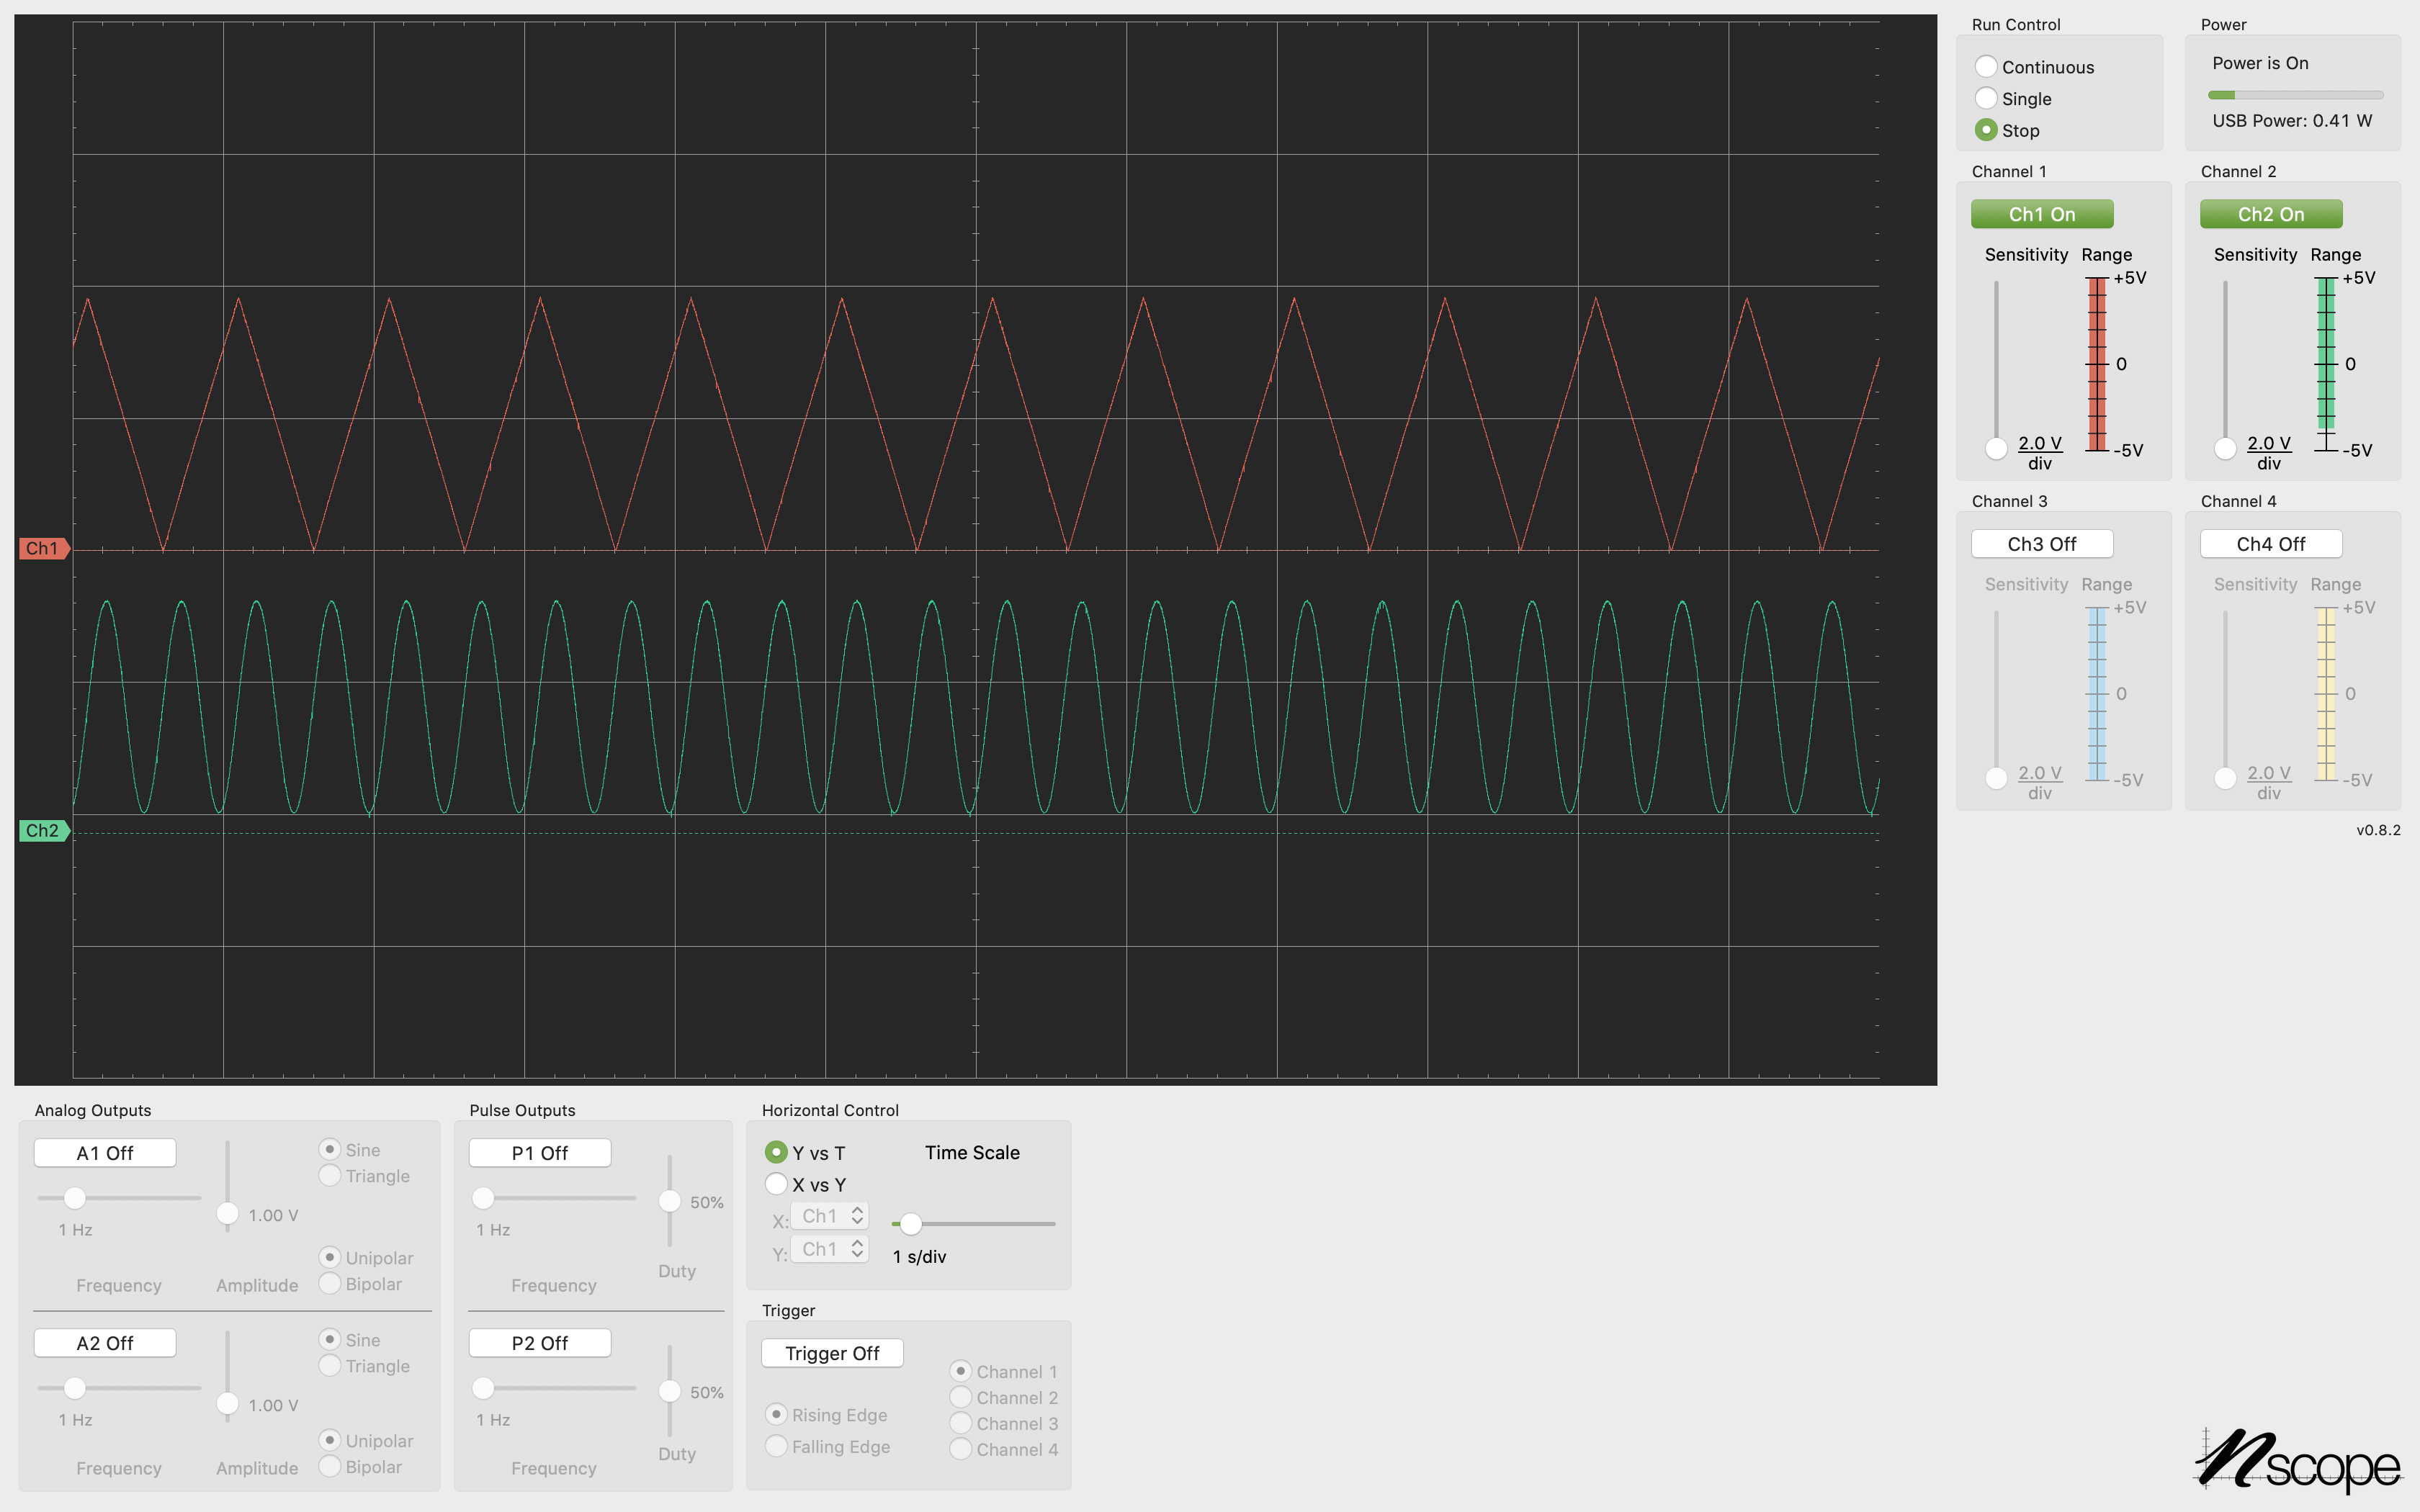 Run Control
Continuous
Single
Stop
Power
Power is On
USB Power: 0.41 W
Channel 1
Ch1 On
Sensitivity Range
+5V
0
-5V
2.0 V
div
Channel 2
Ch2 On
Sensitivity Range
+5V
0
-5V
2.0 V
div
Channel 3
Ch3 Off
Sensitivity Range
+5V
0
-5V
2.0 V
div
Channel 4
Ch4 Off
Sensitivity Range
+5V
0
-5V
2.0 V
div
v0.8.2
Ch1
Ch2
Analog Outputs
A1 Off
1 Hz
Frequency
1.00 V
Amplitude
Sine
Triangle
Unipolar
Bipolar
A2 Off
1 Hz
Frequency
1.00 V
Amplitude
Sine
Triangle
Unipolar
Bipolar
Pulse Outputs
P1 Off
1 Hz
Frequency
50%
Duty
P2 Off
1 Hz
Frequency
50%
Duty
Horizontal Control
Y vs T
X vs Y
X: Ch1
Y: Ch1
Time Scale
1 s/div
Trigger
Trigger Off
Rising Edge
Falling Edge
Channel 1
Channel 2
Channel 3
Channel 4
nscope